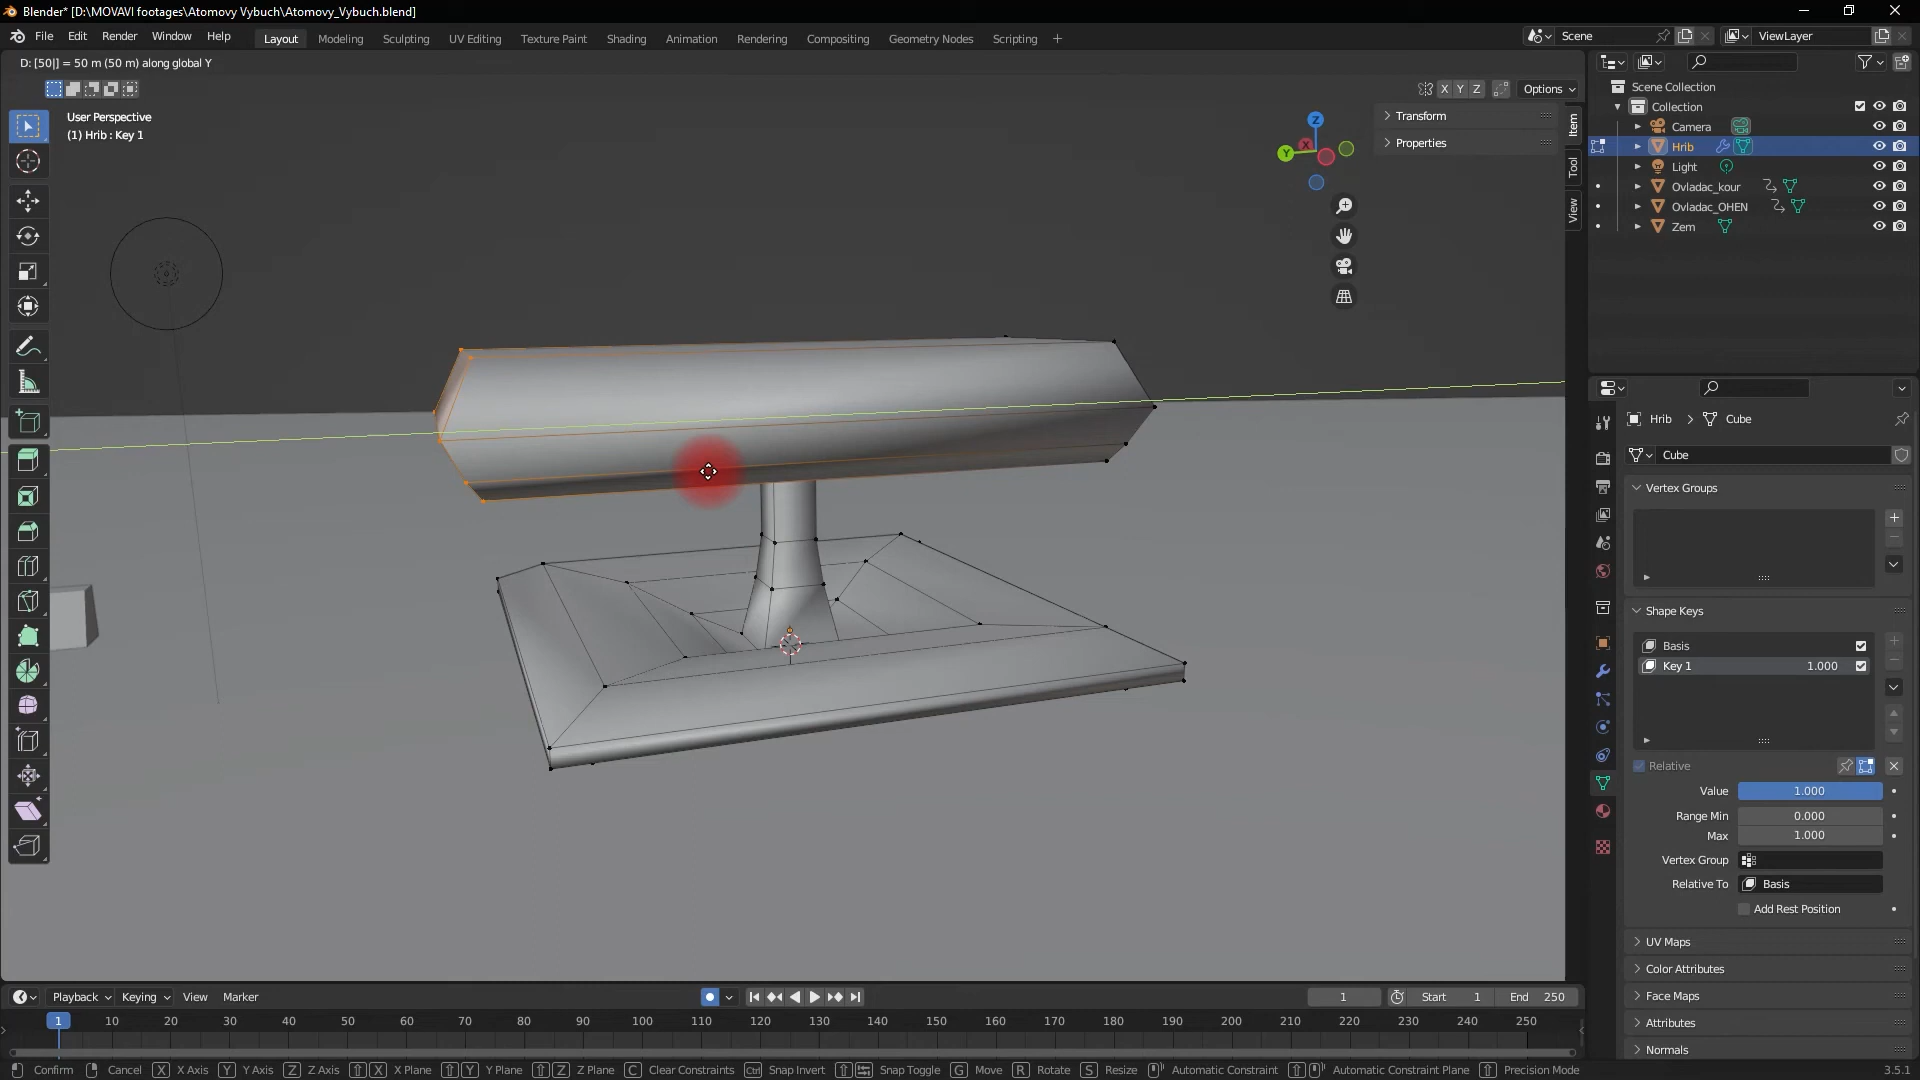 Blender* [D:\MOVAVI footages\Atomovy Vybuch\Atomovy_Vybuch.blend]
File Edit Render Window Help Layout Modeling Sculpting UV Editing Texture Paint Shading Animation Rendering Compositing Geometry Nodes Scripting + Scene ViewLayer
D: [50|] = 50 m (50 m) along global Y
X Y Z Options
User Perspective
(1) Hrib : Key 1
Transform
Properties
Item
Tool
View
Z
Y
X
Scene Collection
Collection
Camera
Hrib
Light
Ovladac_kour
Ovladac_OHEN
Zem
Hrib > Cube
Cube
Vertex Groups
Shape Keys
Basis
Key 1 1.000
Relative
Value 1.000
Range Min 0.000
Max 1.000
Vertex Group
Relative To Basis
Add Rest Position
UV Maps
Color Attributes
Face Maps
Attributes
Normals
Playback Keying View Marker 1 Start 1 End 250
1 10 20 30 40 50 60 70 80 90 100 110 120 130 140 150 160 170 180 190 200 210 220 230 240 250
Confirm Cancel X X Axis Y Y Axis Z Z Axis X X Plane Y Y Plane Z Z Plane C Clear Constraints Ctrl Snap Invert Snap Toggle G Move R Rotate S Resize Automatic Constraint Automatic Constraint Plane Precision Mode 3.5.1